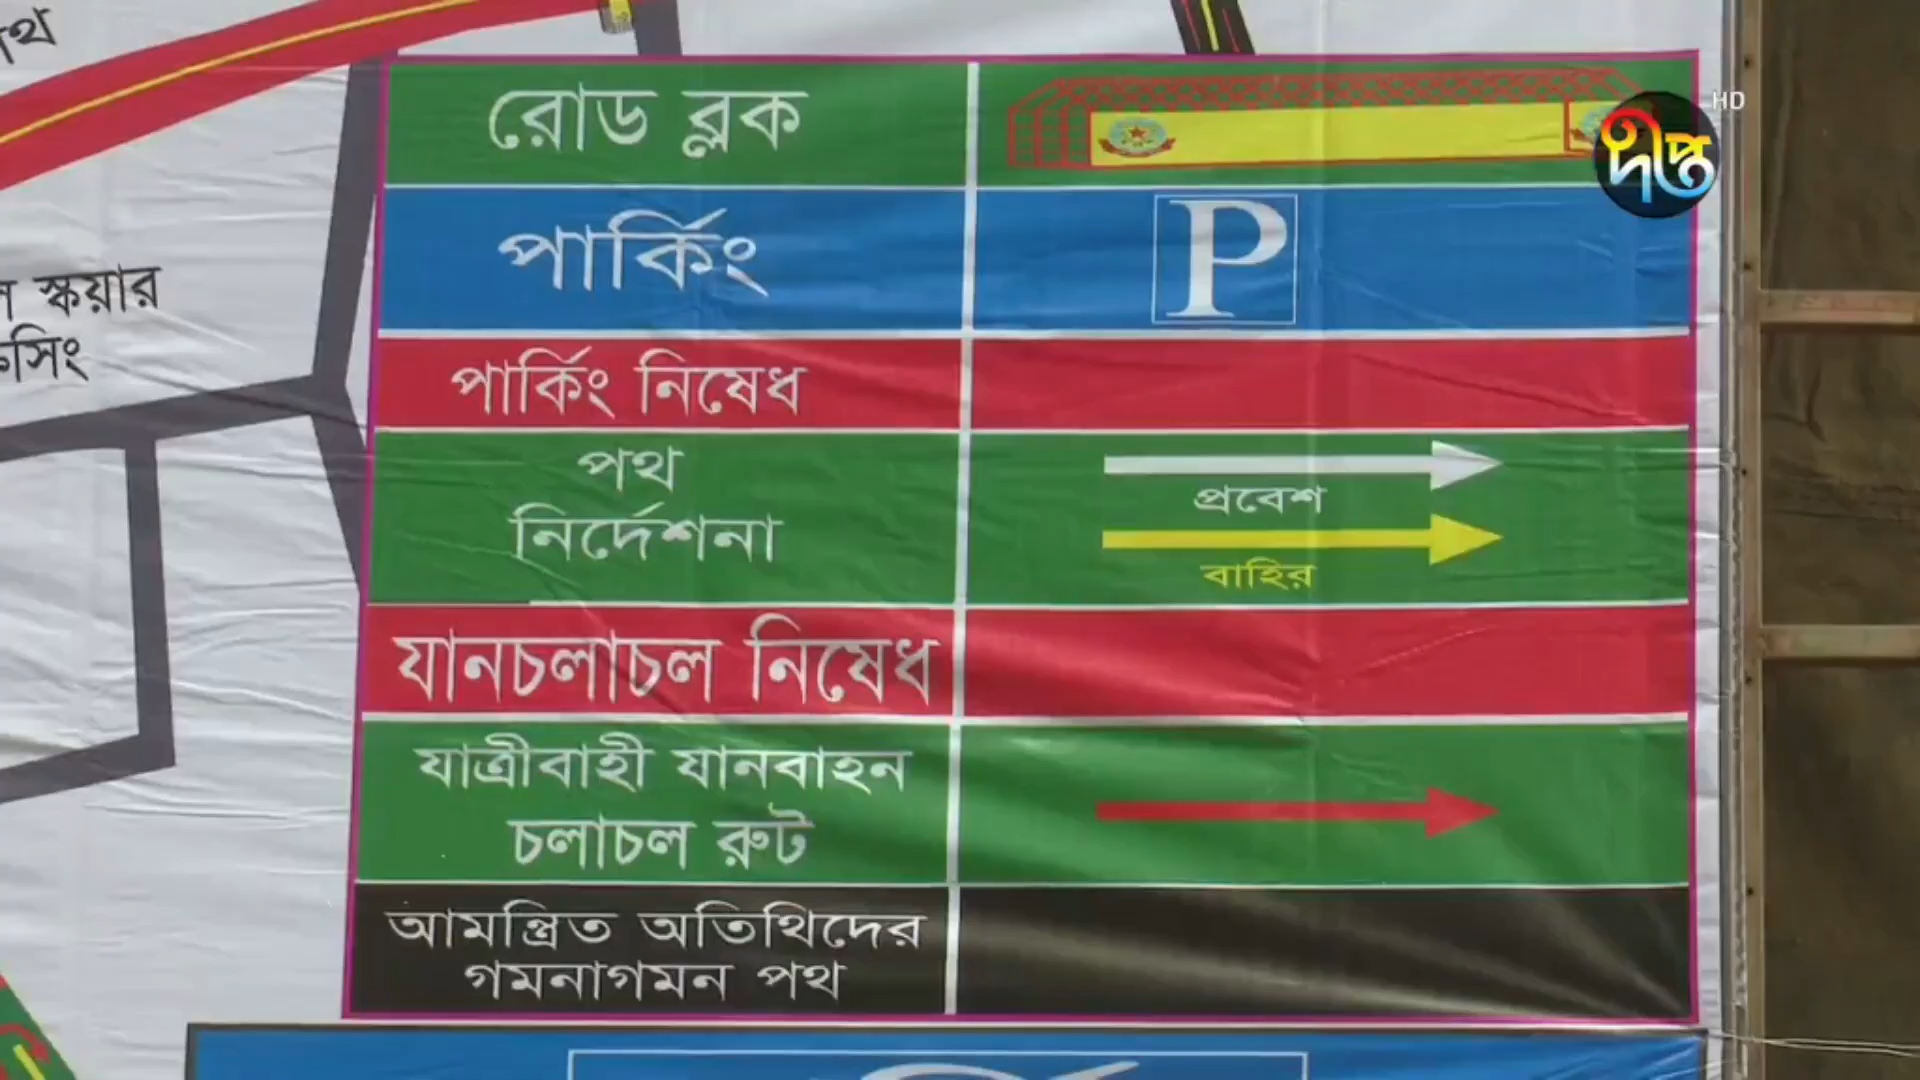 স্কয়ার
রোড ব্লক
HD
দীপ্ত
পার্কিং
P
পার্কিং নিষেধ
পথ
নির্দেশনা
প্রবেশ
বাহির
যানচলাচল নিষেধ
যাত্রীবাহী যানবাহন
চলাচল রুট
আমন্ত্রিত অতিথিদের
গমনাগমন পথ